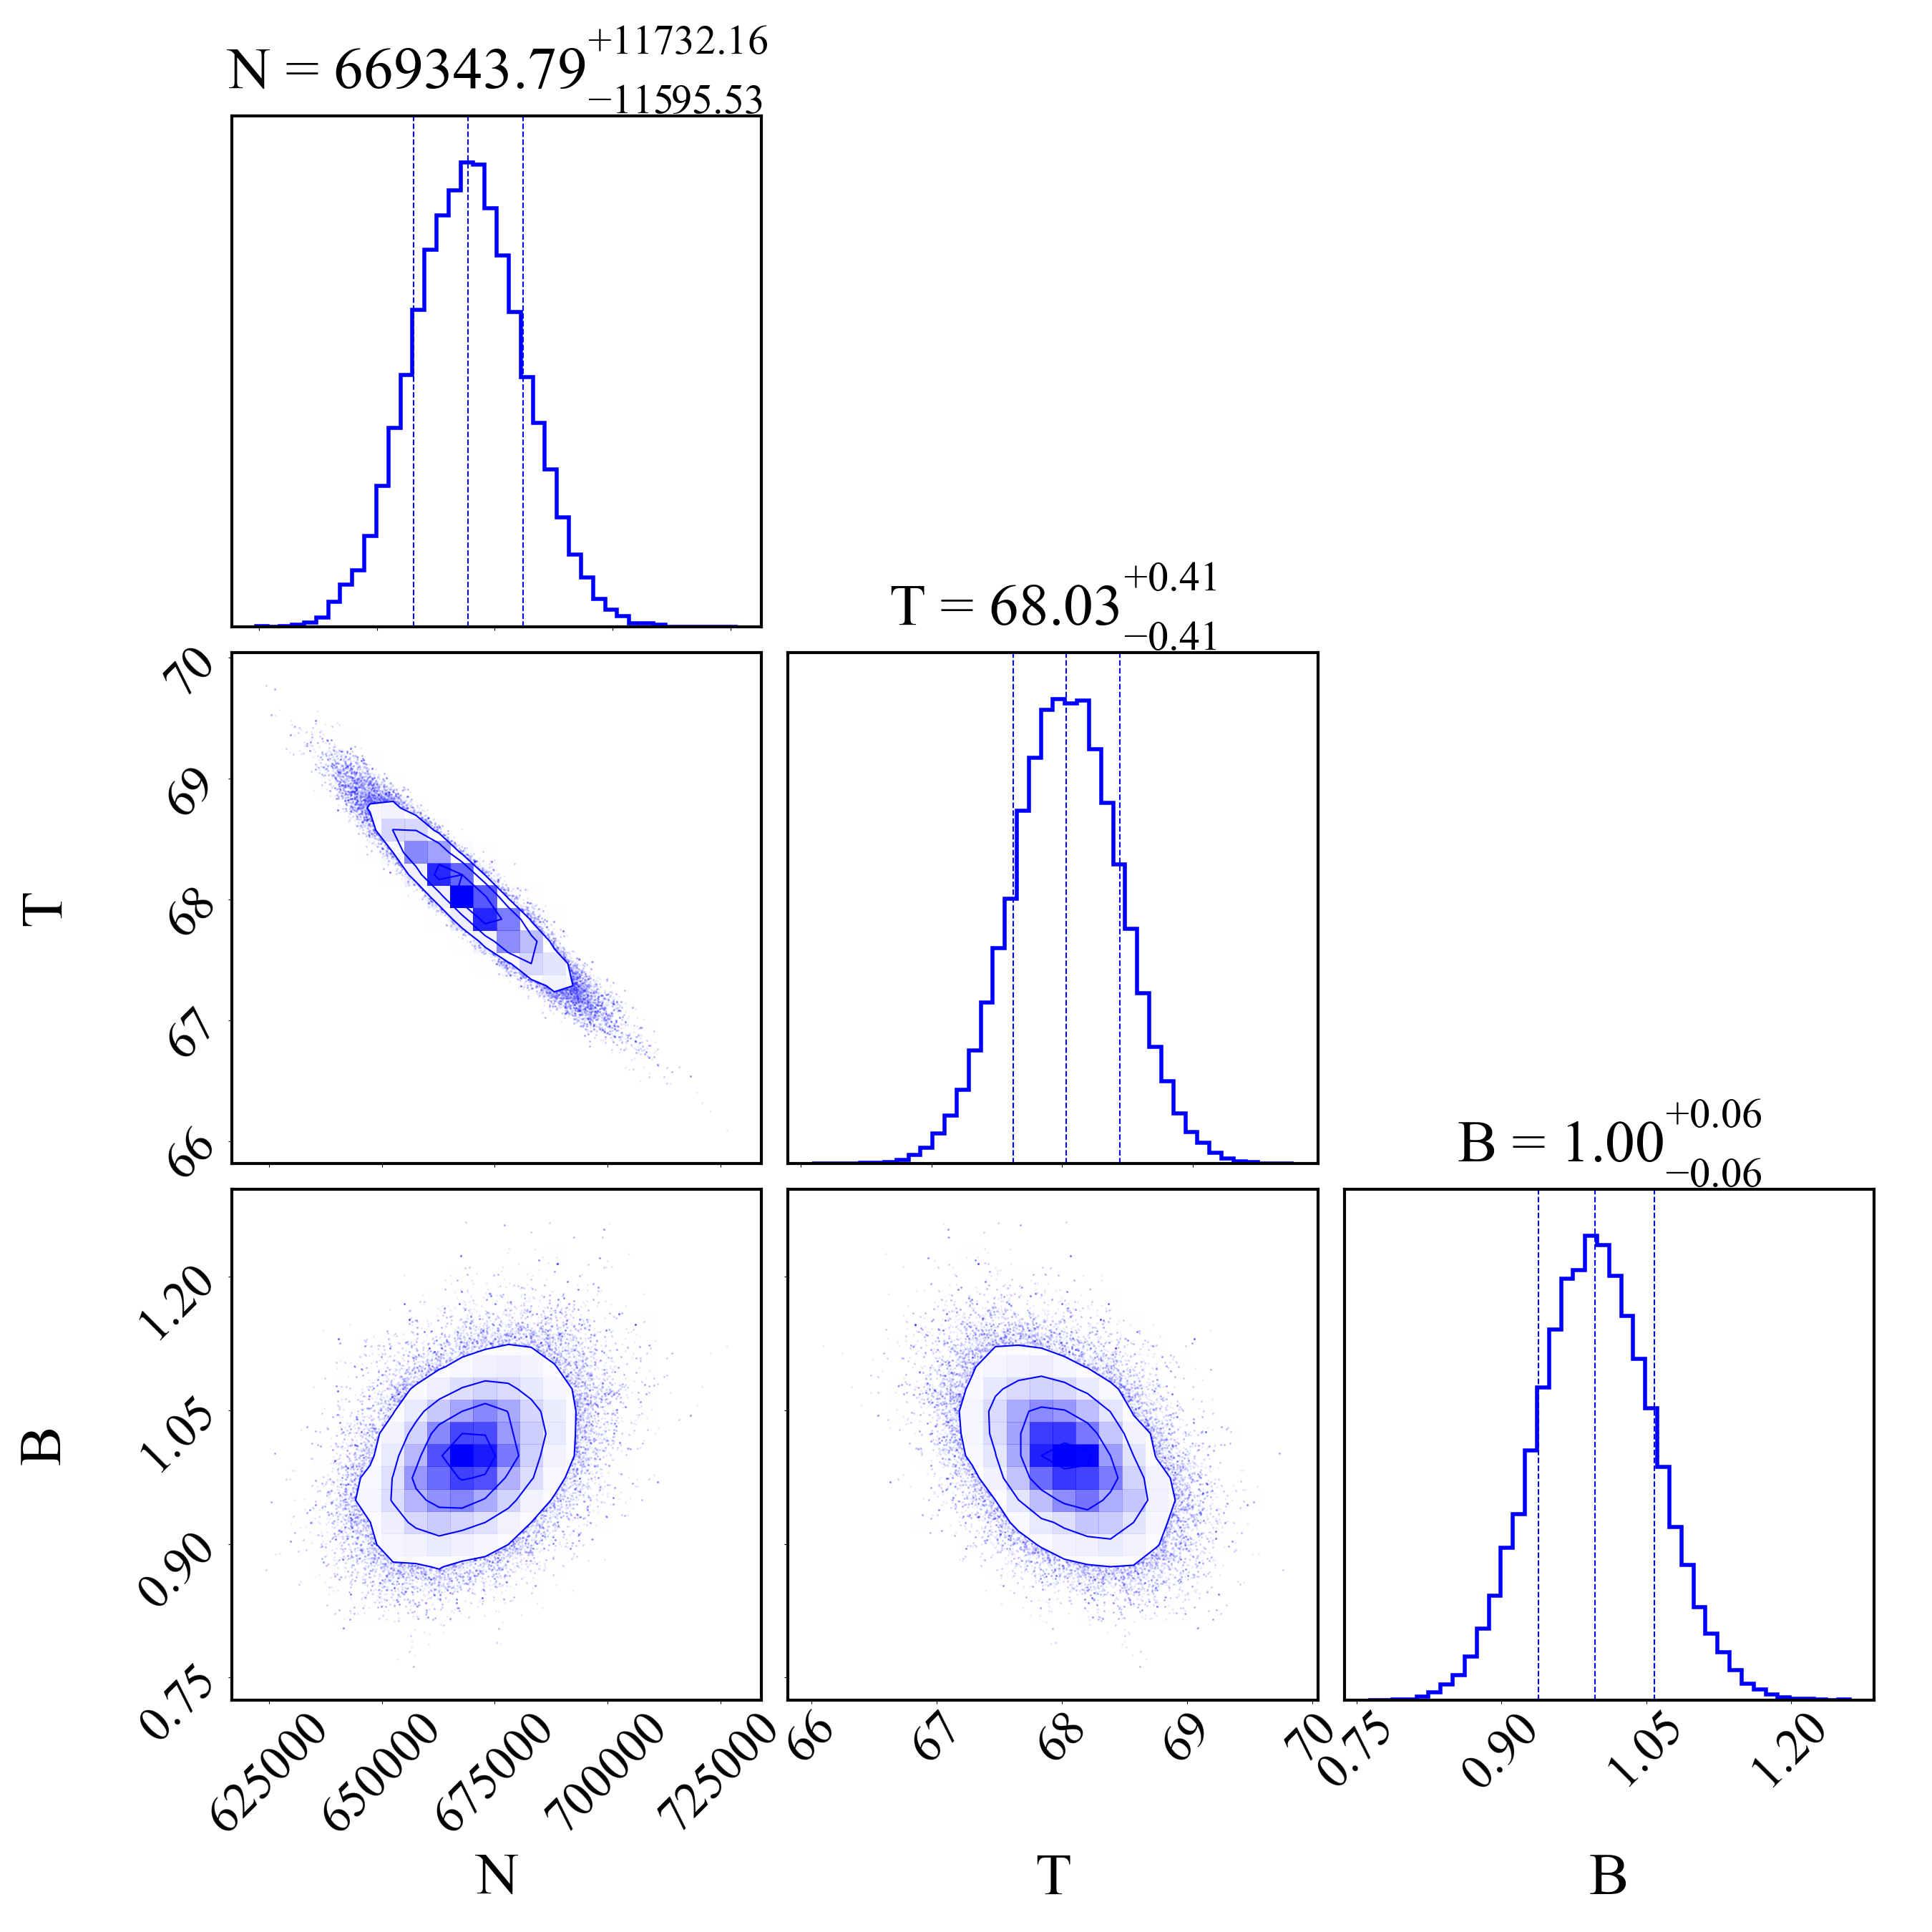 N = 669343.79 +11732.16 −11595.53
T = 68.03 +0.41 −0.41
70
69
68
67
66
T
B = 1.00 +0.06 −0.06
1.20
1.05
0.90
0.75
B
625000 650000 675000 700000 725000
66 67 68 69 70
0.75 0.90 1.05 1.20
N
T
B